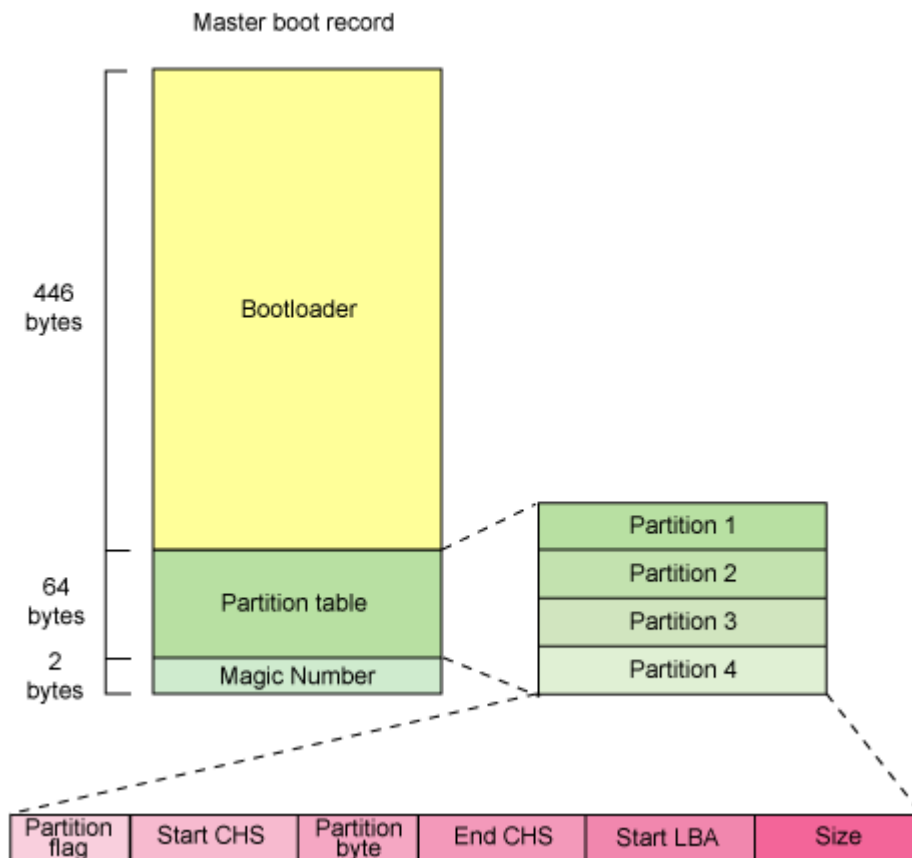 Master boot record
446
bytes
Bootloader
Partition 1
Partition 2
64
bytes
Partition table
Partition 3
2
bytes
Magic Number
Partition 4
Partition
flag
Start CHS
Partition
byte
End CHS
Start LBA
Size